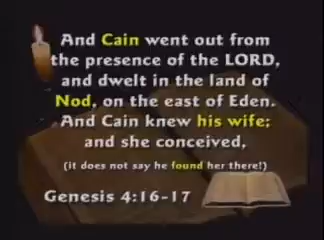 And Cain went out from
the presence of the LORD,
and dwelt in the land of
Nod, on the east of Eden.
And Cain knew his wife;
and she conceived,
(it does not say he found her there!)
Genesis 4:16-17